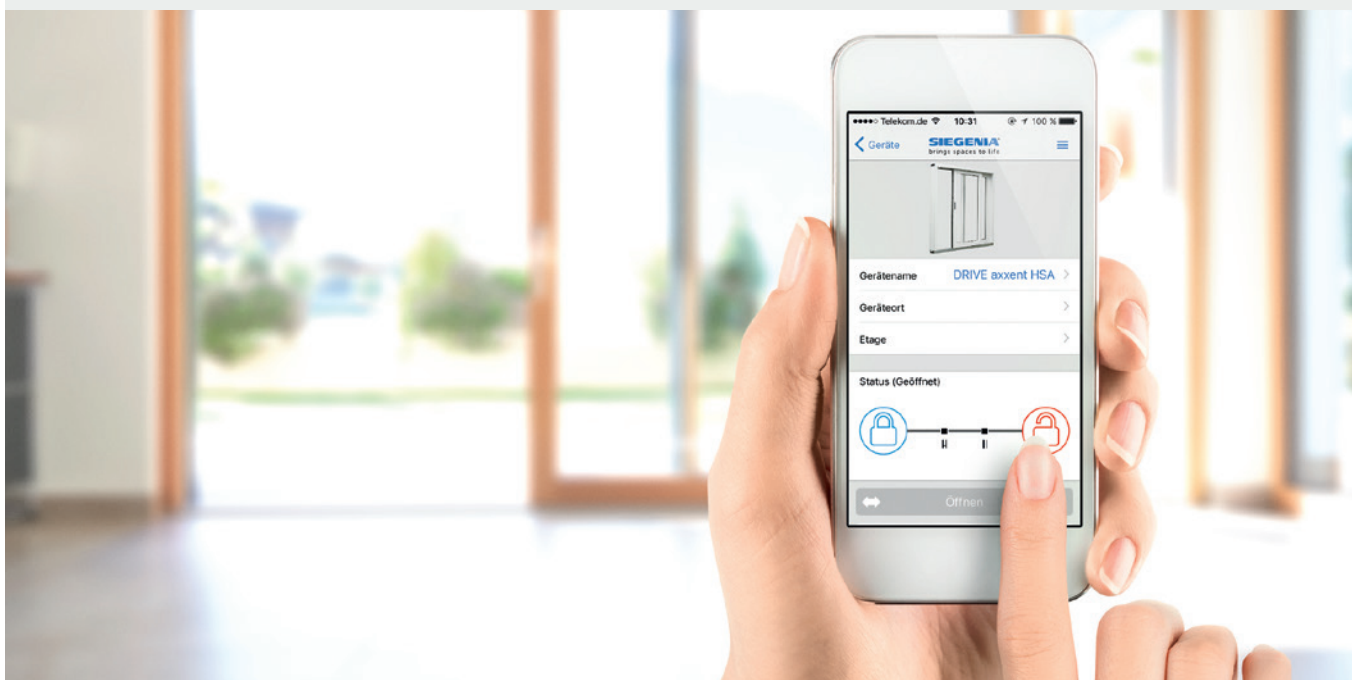 Telekom.de 10:31 100 %
Geräte SIEGENIA
brings spaces to life
Gerätename DRIVE axxent HSA
Geräteort
Etage
Status (Geöffnet)
Öffnen